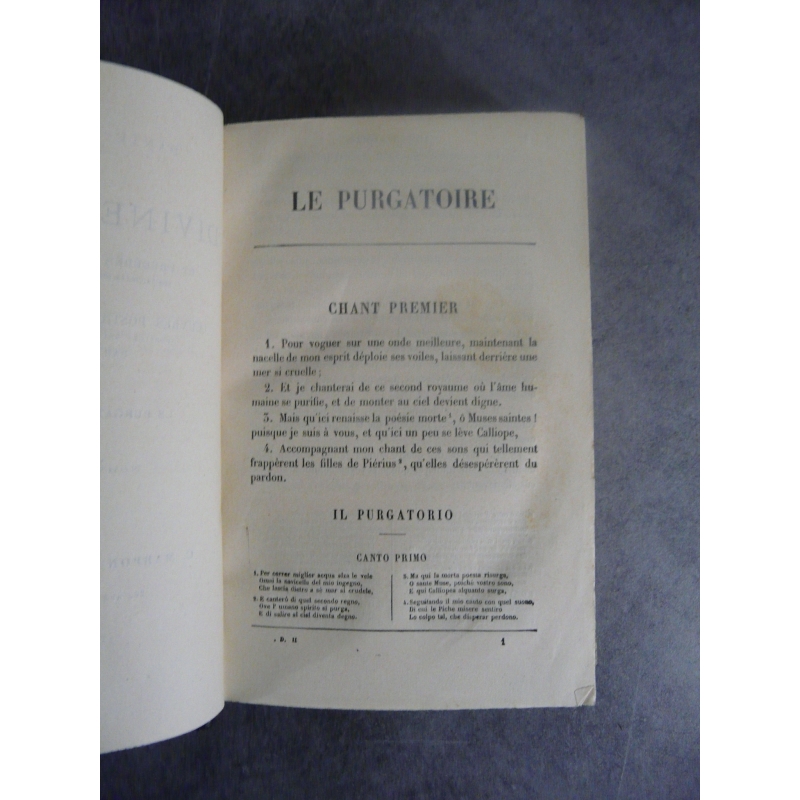 LE PURGATOIRE
CHANT PREMIER
1. Pour voguer sur une onde meilleure, maintenant la
nacelle de mon esprit déploie ses voiles, laissant derrière une
mer si cruelle;
2. Et je chanterai de ce second royaume où l'âme hu-
maine se purifie, et de monter au ciel devient digne.
3. Mais qu'ici renaisse la poésie morte¹, ô Muses saintes!
puisque je suis à vous, et qu'ici un peu se lève Calliope,
4. Accompagnant mon chant de ces sons qui tellement
frappèrent les filles de Piérius², qu'elles désespérèrent du
pardon.
IL PURGATORIO
CANTO PRIMO
1. Per correr miglior acqua alza le vele
Omai la navicella del mio ingegno,
Che lascia dietro a sè mar sì crudele,
2. E canterò di quel secondo regno,
Ove l' umano spirito si purga,
E di salire al ciel diventa degno.
3. Ma qui la morta poesia risurga,
O sante Muse, poichè vostro sono,
E qui Calliopea alquanto surga,
4. Seguitando il mio canto con quel suono,
Di cui le Piche misere sentiro
Lo colpo tal, che disperar perdono.
D. II
1